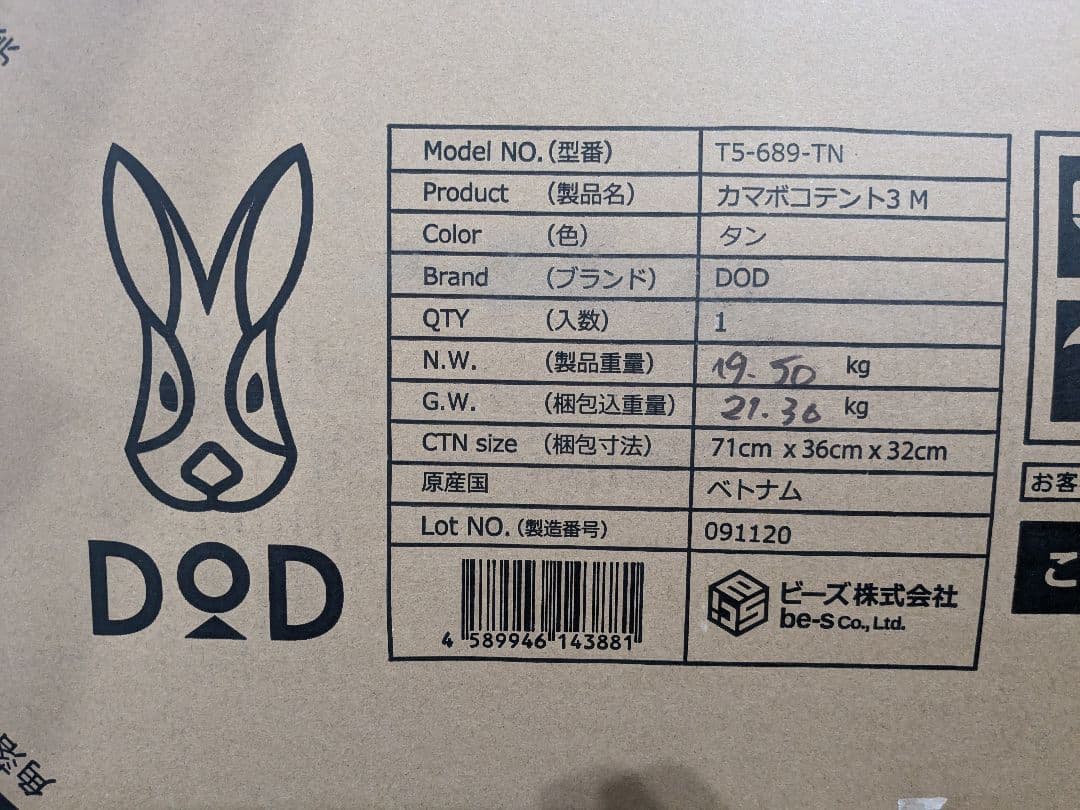 Model NO.(型番) T5-689-TN
Product (製品名) カマボコテント3 M
Color (色) タン
Brand (ブランド) DOD
QTY (入数) 1
N.W. (製品重量) 19.50 kg
G.W. (梱包込重量) 21.30 kg
CTN size (梱包寸法) 71cm x 36cm x 32cm
原産国 ベトナム
Lot NO.(製造番号) 091120
4 589946 143881
ビーズ株式会社
be-s Co., Ltd.
DOD
お客
ご
角落